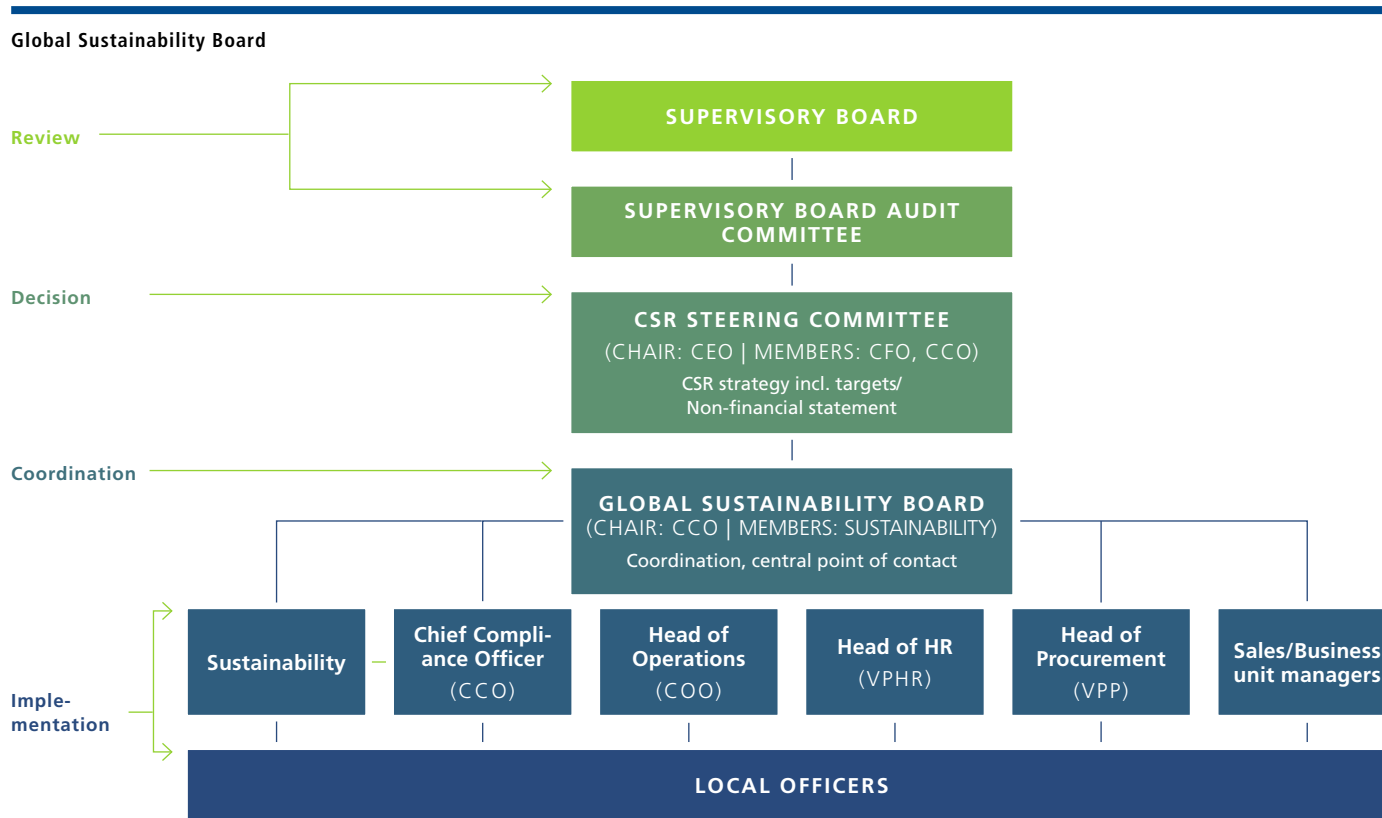 Global Sustainability Board
Review
SUPERVISORY BOARD
SUPERVISORY BOARD AUDIT
COMMITTEE
Decision
CSR STEERING COMMITTEE
(CHAIR: CEO | MEMBERS: CFO, CCO)
CSR strategy incl. targets/
Non-financial statement
Coordination
GLOBAL SUSTAINABILITY BOARD
(CHAIR: CCO | MEMBERS: SUSTAINABILITY)
Coordination, central point of contact
Imple-
mentation
Sustainability
Chief Compli-
ance Officer
(CCO)
Head of
Operations
(COO)
Head of HR
(VPHR)
Head of
Procurement
(VPP)
Sales/Business
unit managers
LOCAL OFFICERS